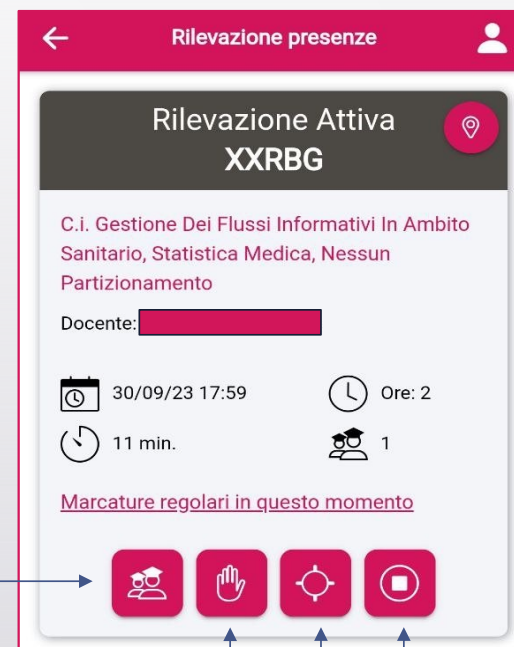 Rilevazione presenze
Rilevazione Attiva
XXRBG
C.i. Gestione Dei Flussi Informativi In Ambito
Sanitario, Statistica Medica, Nessun
Partizionamento
Docente:
30/09/23 17:59
Ore: 2
11 min.
1
Marcature regolari in questo momento